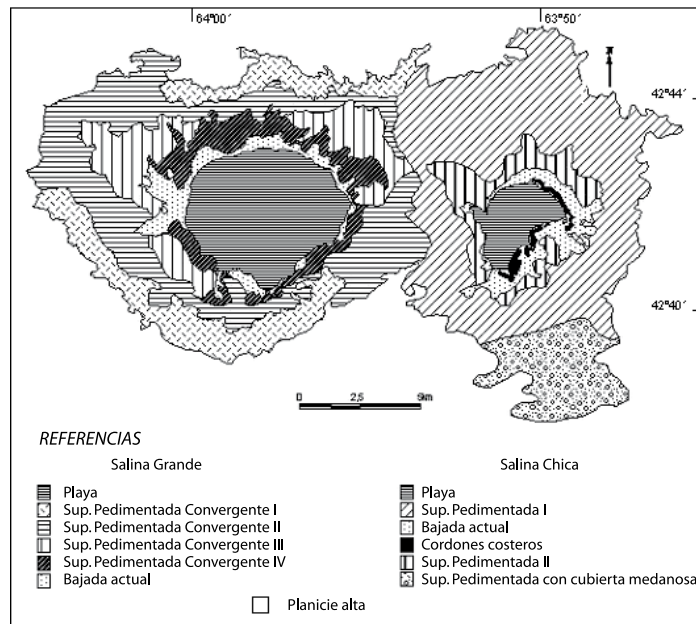 64°00´
63°50´
N
42°44´
42°40´
0 2,5 5km
REFERENCIAS
Salina Grande
Playa
Sup. Pedimentada Convergente I
Sup. Pedimentada Convergente II
Sup. Pedimentada Convergente III
Sup. Pedimentada Convergente IV
Bajada actual
Salina Chica
Playa
Sup. Pedimentada I
Bajada actual
Cordones costeros
Sup. Pedimentada II
Sup. Pedimentada con cubierta medanosa
Planicie alta